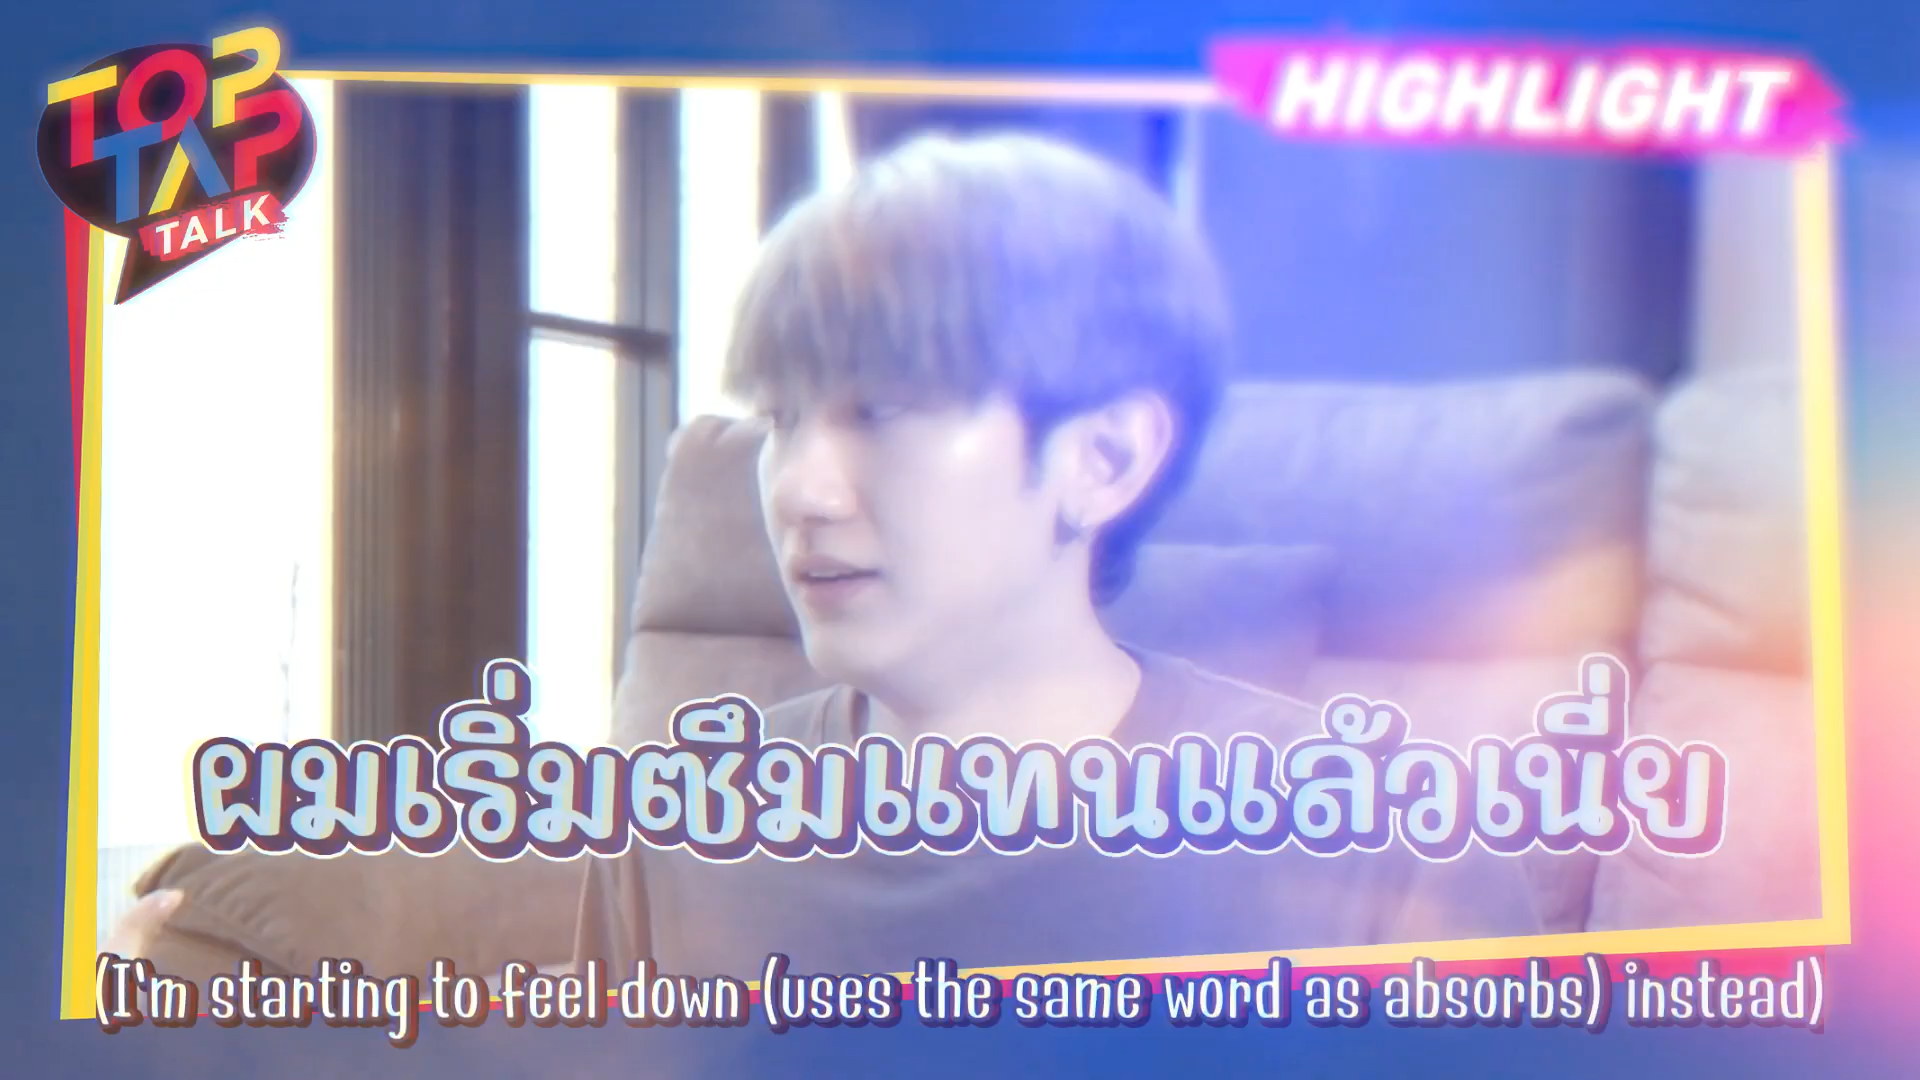 TOP
TAP
TALK
HIGHLIGHT
ผมเริ่มซึมแทนแล้วเนี่ย
(I'm starting to feel down (uses the same word as absorbs) instead)